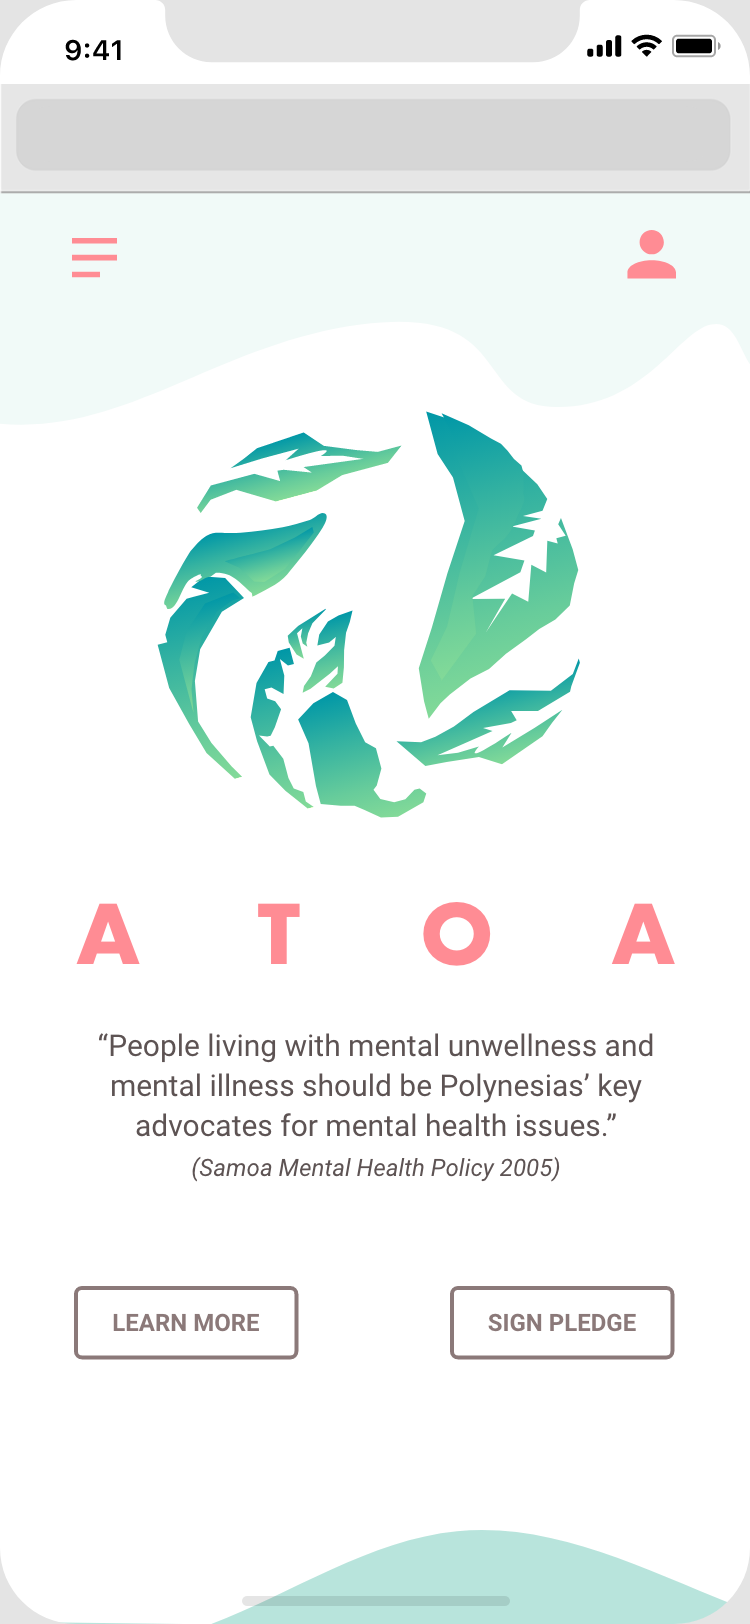 9:41
A T O A
“People living with mental unwellness and
mental illness should be Polynesias’ key
advocates for mental health issues.”
(Samoa Mental Health Policy 2005)
LEARN MORE SIGN PLEDGE